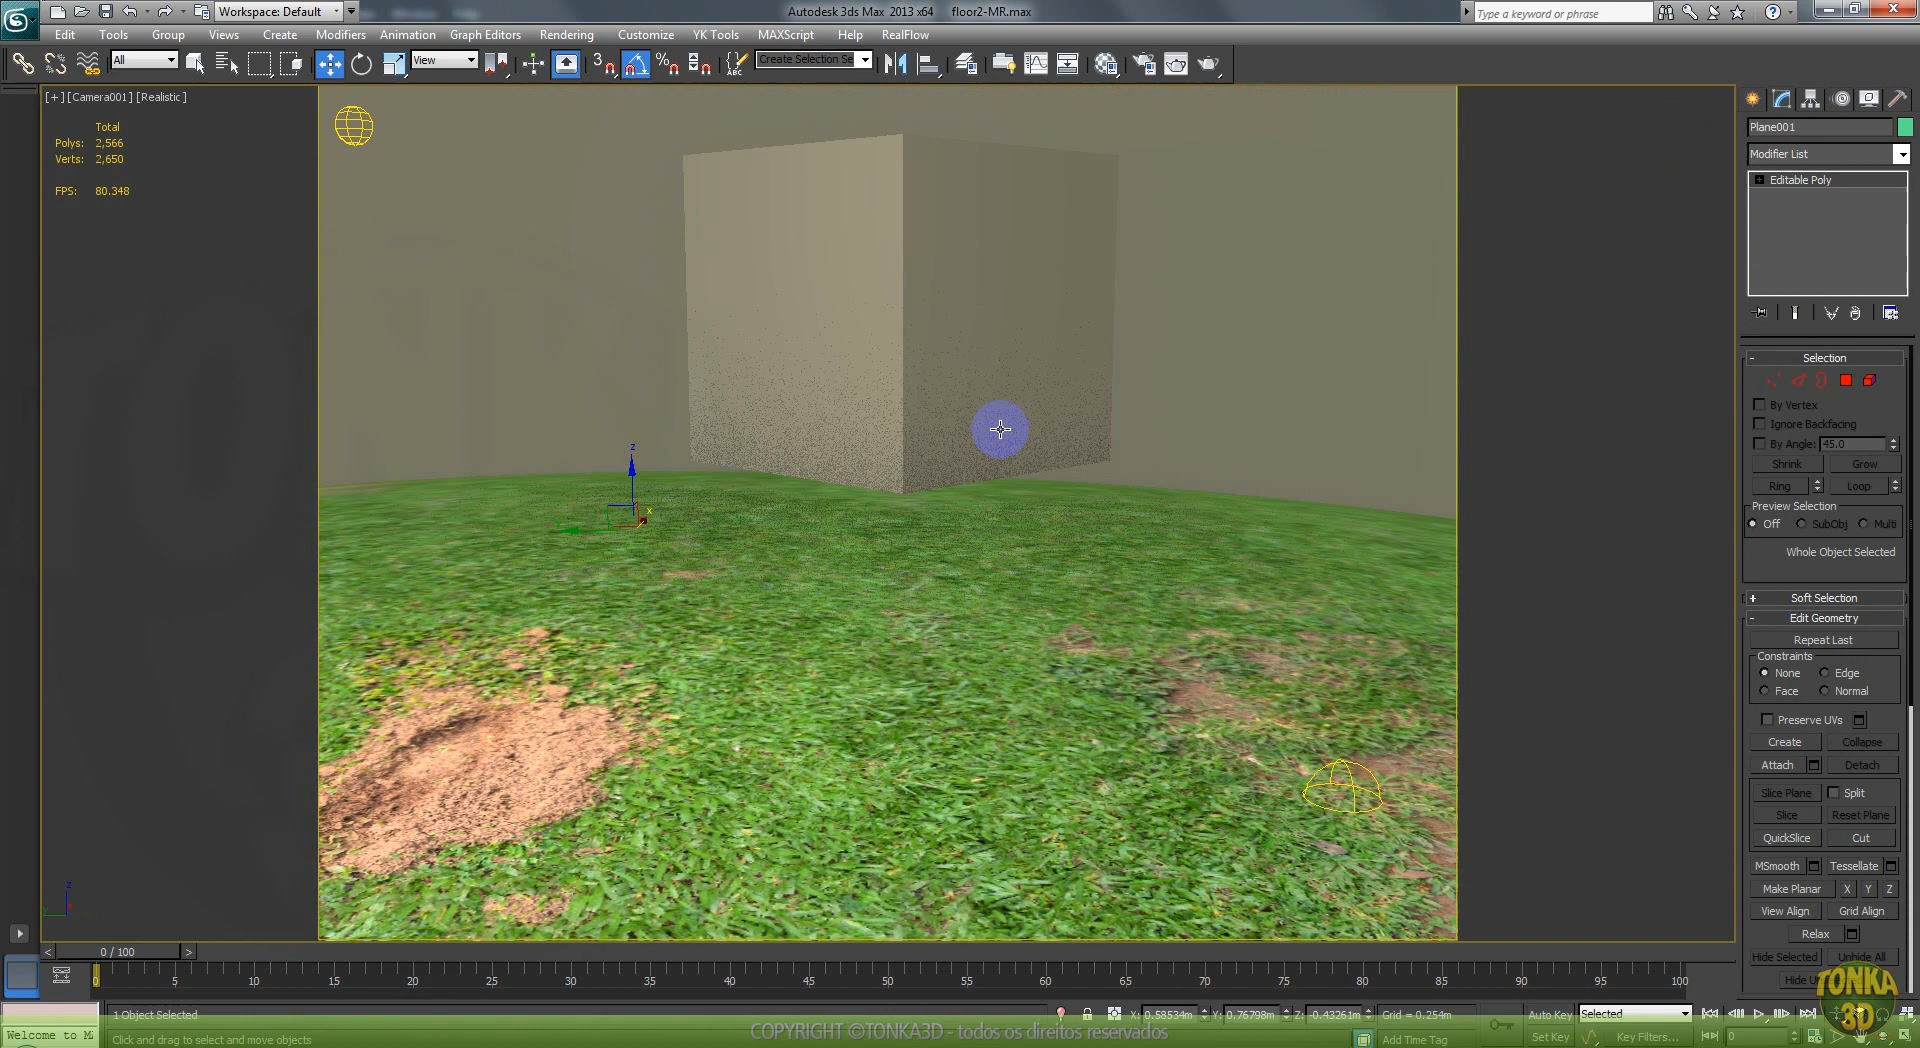 Workspace: Default
Autodesk 3ds Max 2013 x64 floor2-MR.max
Type a keyword or phrase
Edit Tools Group Views Create Modifiers Animation Graph Editors Rendering Customize YK Tools MAXScript Help RealFlow
All View 3 % ABC Create Selection Se
[+] [Camera001] [Realistic]
Total
Polys: 2,566
Verts: 2,650
FPS: 80.348
z
x
Plane001
Modifier List
Editable Poly
Selection
By Vertex
Ignore Backfacing
By Angle: 45.0
Shrink Grow
Ring Loop
Preview Selection
Off SubObj Multi
Whole Object Selected
Soft Selection
Edit Geometry
Repeat Last
Constraints
None Edge
Face Normal
Preserve UVs
Create Collapse
Attach Detach
Slice Plane Split
Slice Reset Plane
QuickSlice Cut
MSmooth Tessellate
Make Planar X Y Z
View Align Grid Align
Relax
Hide Selected Unhide All
z
y
0 / 100
0 5 10 15 20 25 30 35 40 45 50 55 60 65 70 75 80 85 90 95 100
1 Object Selected X: 0.58534m Y: 0.76798m Z: -0.43261m Grid = 0.254m Auto Key Selected
Welcome to M
Click and drag to select and move objects
COPYRIGHT ©TONKA3D - todos os direitos reservados
Add Time Tag Set Key Key Filters... 0
TONKA
3D